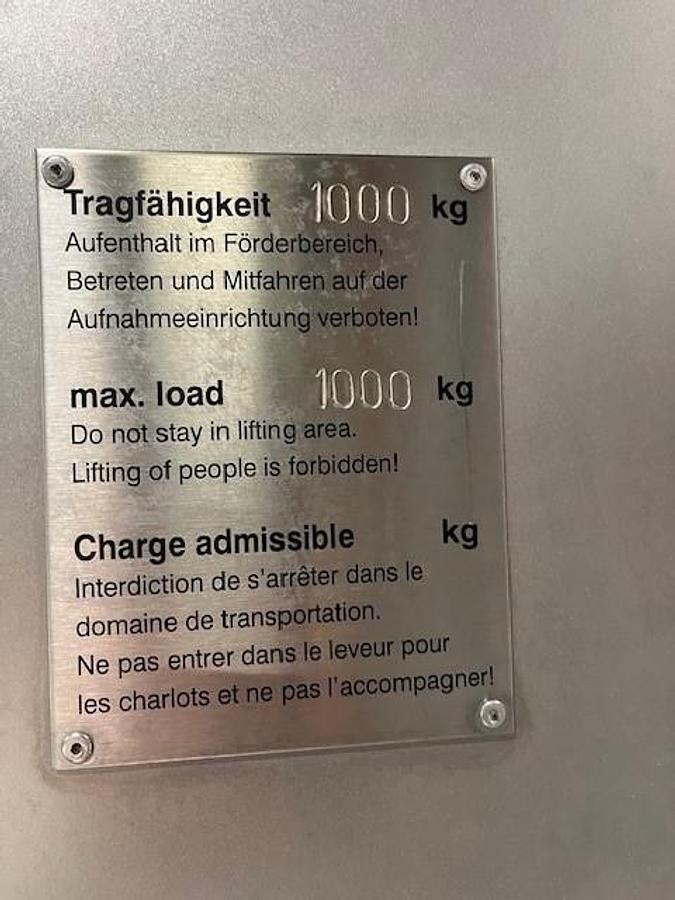 Tragfähigkeit 1000 kg
Aufenthalt im Förderbereich,
Betreten und Mitfahren auf der
Aufnahmeeinrichtung verboten!
max. load 1000 kg
Do not stay in lifting area.
Lifting of people is forbidden!
Charge admissible kg
Interdiction de s'arrêter dans le
domaine de transportation.
Ne pas entrer dans le leveur pour
les charlots et ne pas l'accompagner!